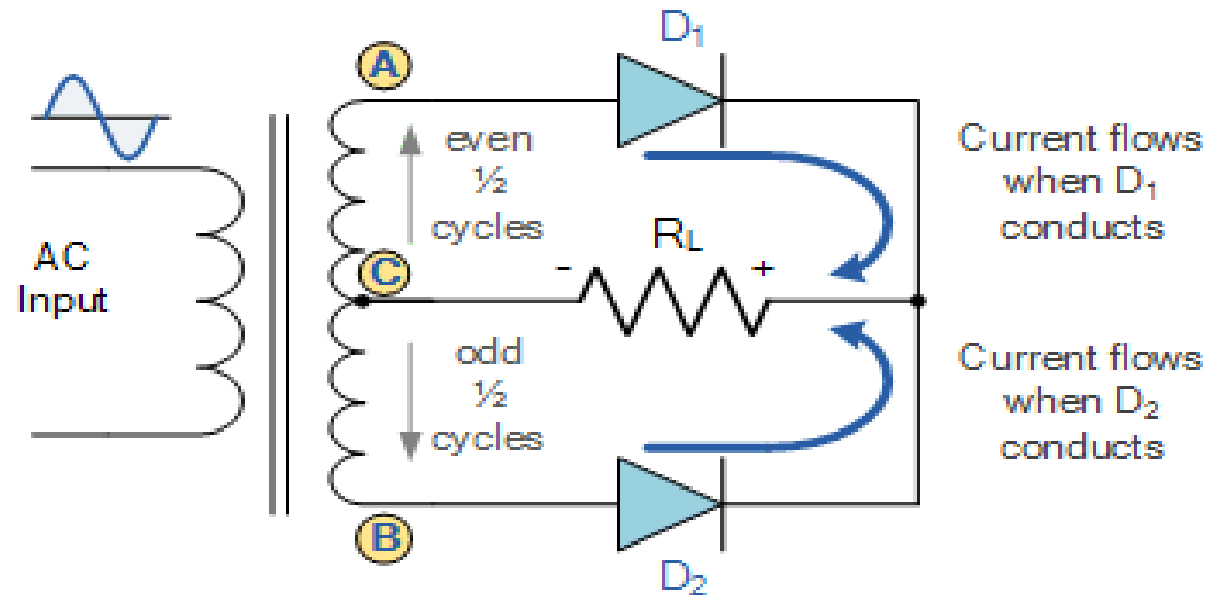 D₁
A
even
½
cycles
Current flows
when D₁
conducts
AC
Input
C
- R_L +
odd
½
cycles
Current flows
when D₂
conducts
B
D₂